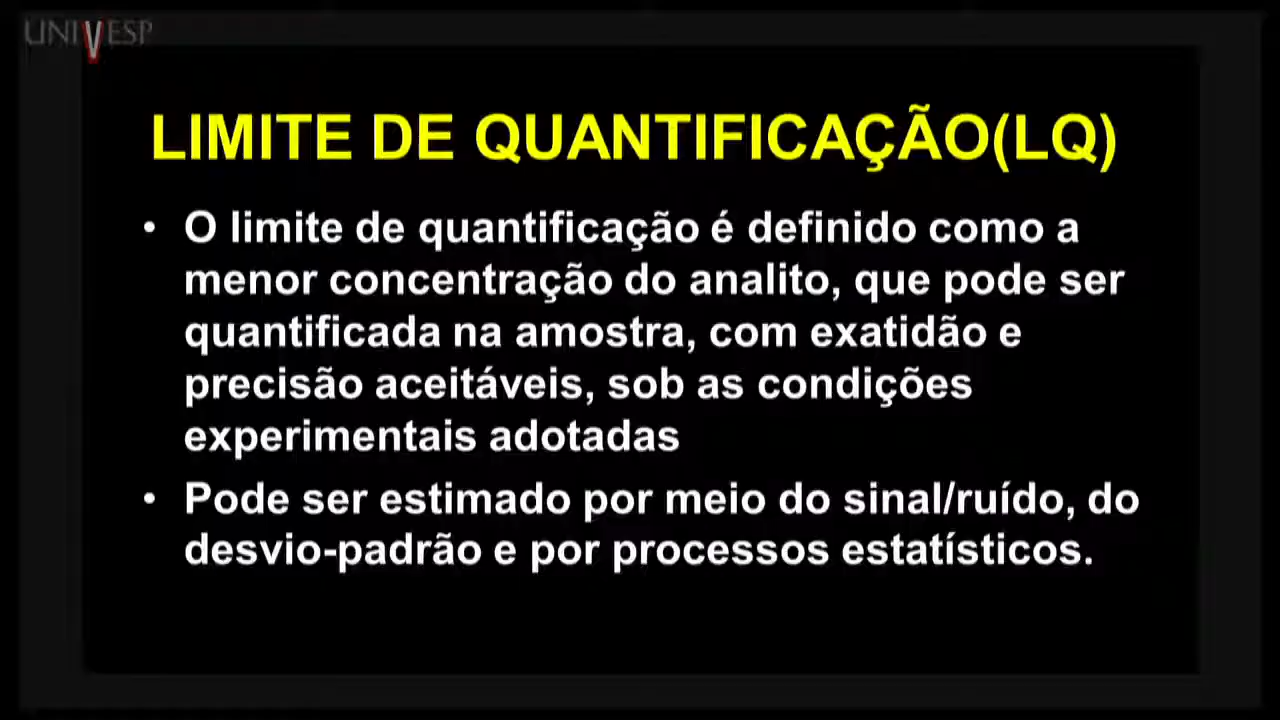 UNIVESP
LIMITE DE QUANTIFICAÇÃO(LQ)
• O limite de quantificação é definido como a
menor concentração do analito, que pode ser
quantificada na amostra, com exatidão e
precisão aceitáveis, sob as condições
experimentais adotadas
• Pode ser estimado por meio do sinal/ruído, do
desvio-padrão e por processos estatísticos.